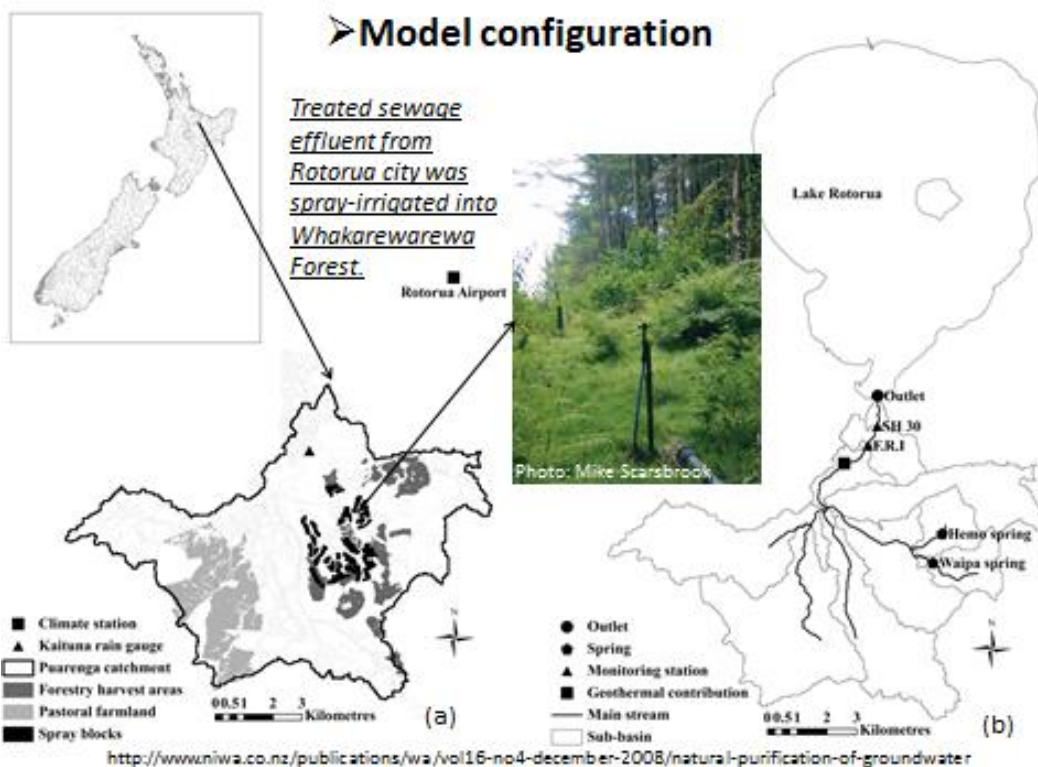 ➢Model configuration
Treated sewage
effluent from
Rotorua city was
spray-irrigated into
Whakarewarewa
Forest.
Rotorua Airport
Photo: Mike Scarsbrook
N
Climate station
Kaituna rain gauge
Puarenga catchment
Forestry harvest areas
Pastoral farmland
Spray blocks
0 0.5 1 2 3
Kilometres
(a)
Lake Rotorua
Outlet
SH 30
F.R.I
Hemo spring
Waipa spring
N
Outlet
Spring
Monitoring station
Geothermal contribution
Main stream
Sub-basin
0 0.5 1 2 3
Kilometres
(b)
http://www.niwa.co.nz/publications/wa/vol16-no4-december-2008/natural-purification-of-groundwater